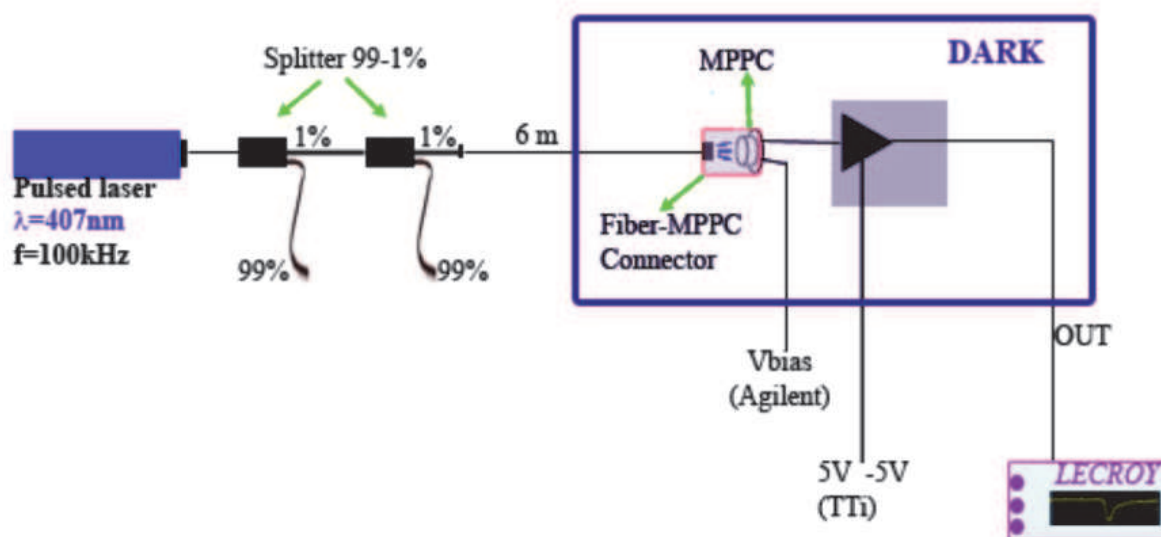 Splitter 99-1%
1%
1%
6 m
Pulsed laser
λ=407nm
f=100kHz
99%
99%
DARK
MPPC
Fiber-MPPC
Connector
Vbias
(Agilent)
5V -5V
(TTi)
OUT
LECROY